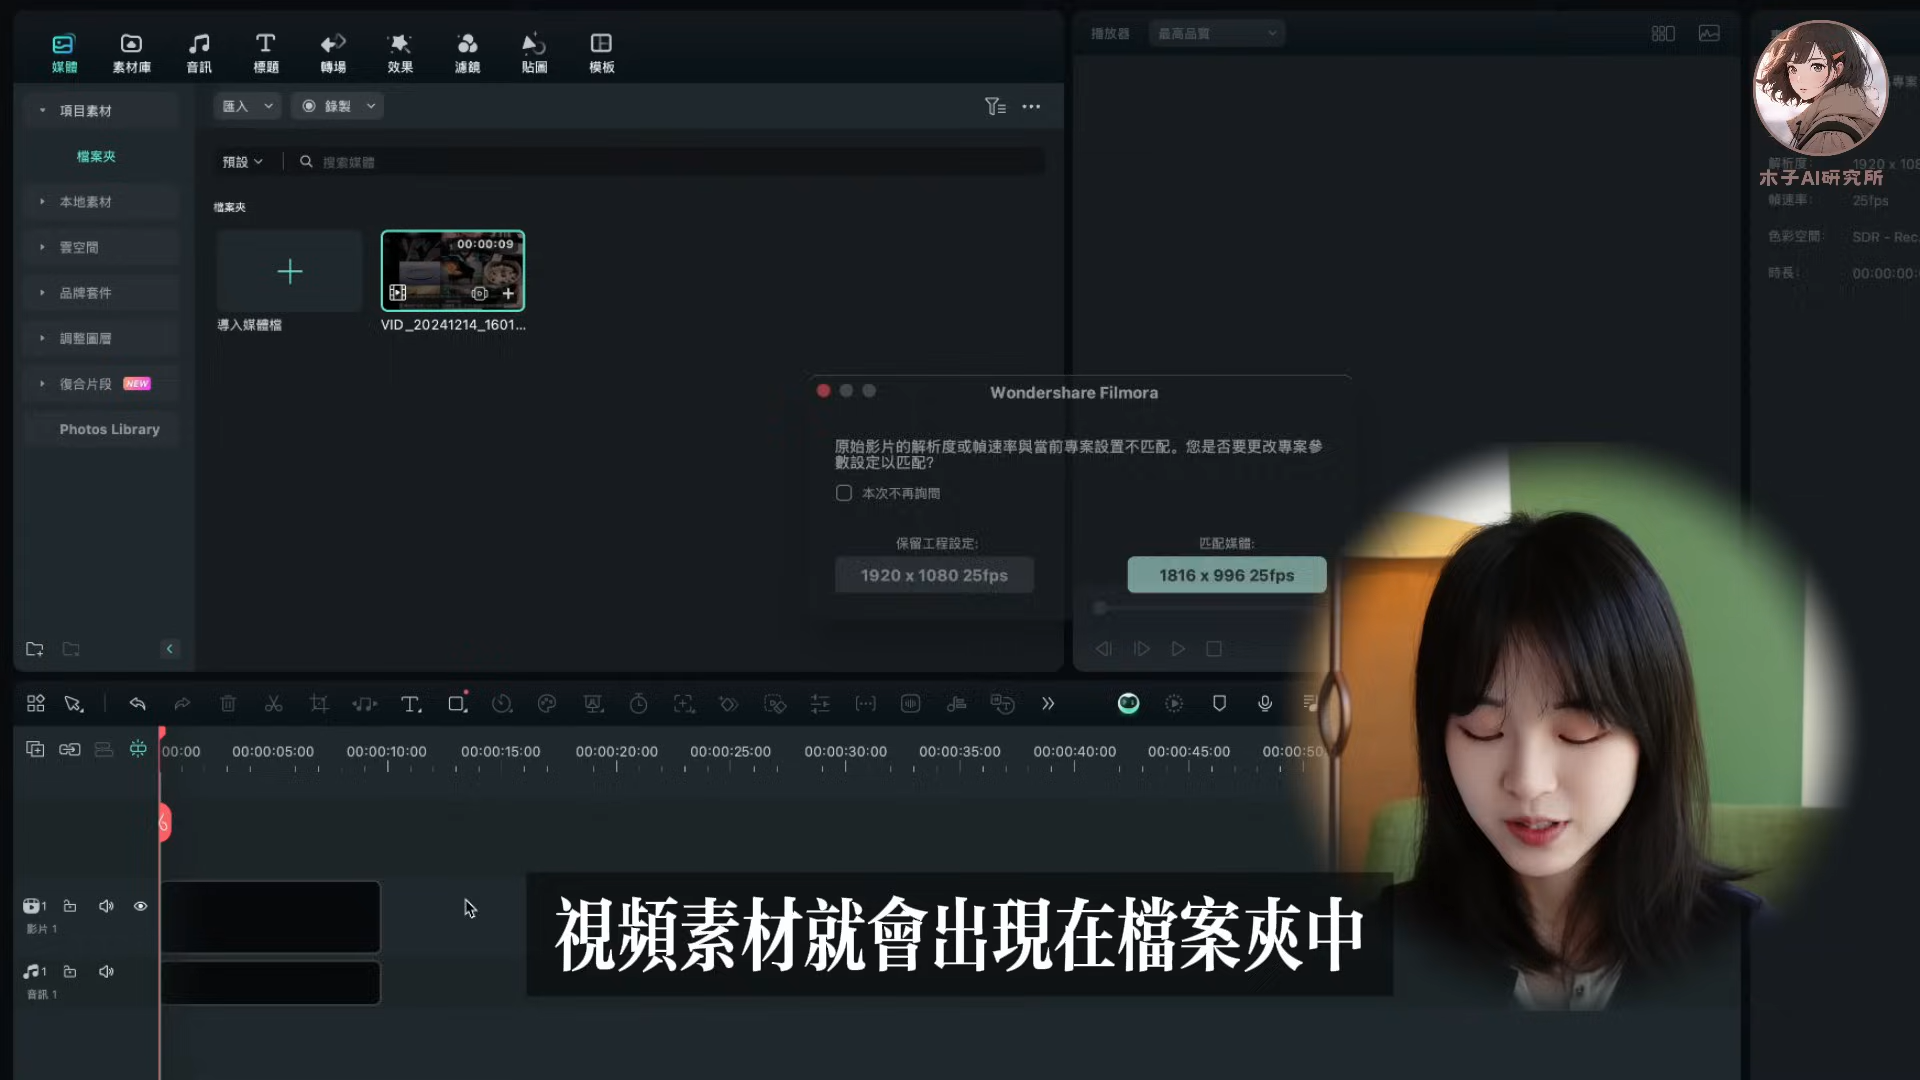 媒體
素材庫
音訊
標題
轉場
效果
濾鏡
貼圖
模板
播放器
最高品質
項目素材
檔案夾
本地素材
雲空間
品牌套件
調整圖層
復合片段
NEW
Photos Library
匯入
錄製
預設
搜索媒體
檔案夾
00:00:09
導入媒體檔
VID_20241214_1601...
Wondershare Filmora
原始影片的解析度或幀速率與當前專案設置不匹配。您是否要更改專案參
數設定以匹配?
本次不再詢問
保留工程設定:
1920 x 1080 25fps
匹配媒體:
1816 x 996 25fps
專案
解析度:
1920 x 108
木子AI研究所
幀速率:
25fps
色彩空間:
SDR - Rec.
時長:
00:00:00:
00:00
00:00:05:00
00:00:10:00
00:00:15:00
00:00:20:00
00:00:25:00
00:00:30:00
00:00:35:00
00:00:40:00
00:00:45:00
00:00:50
1
影片 1
1
音訊 1
視頻素材就會出現在檔案夾中